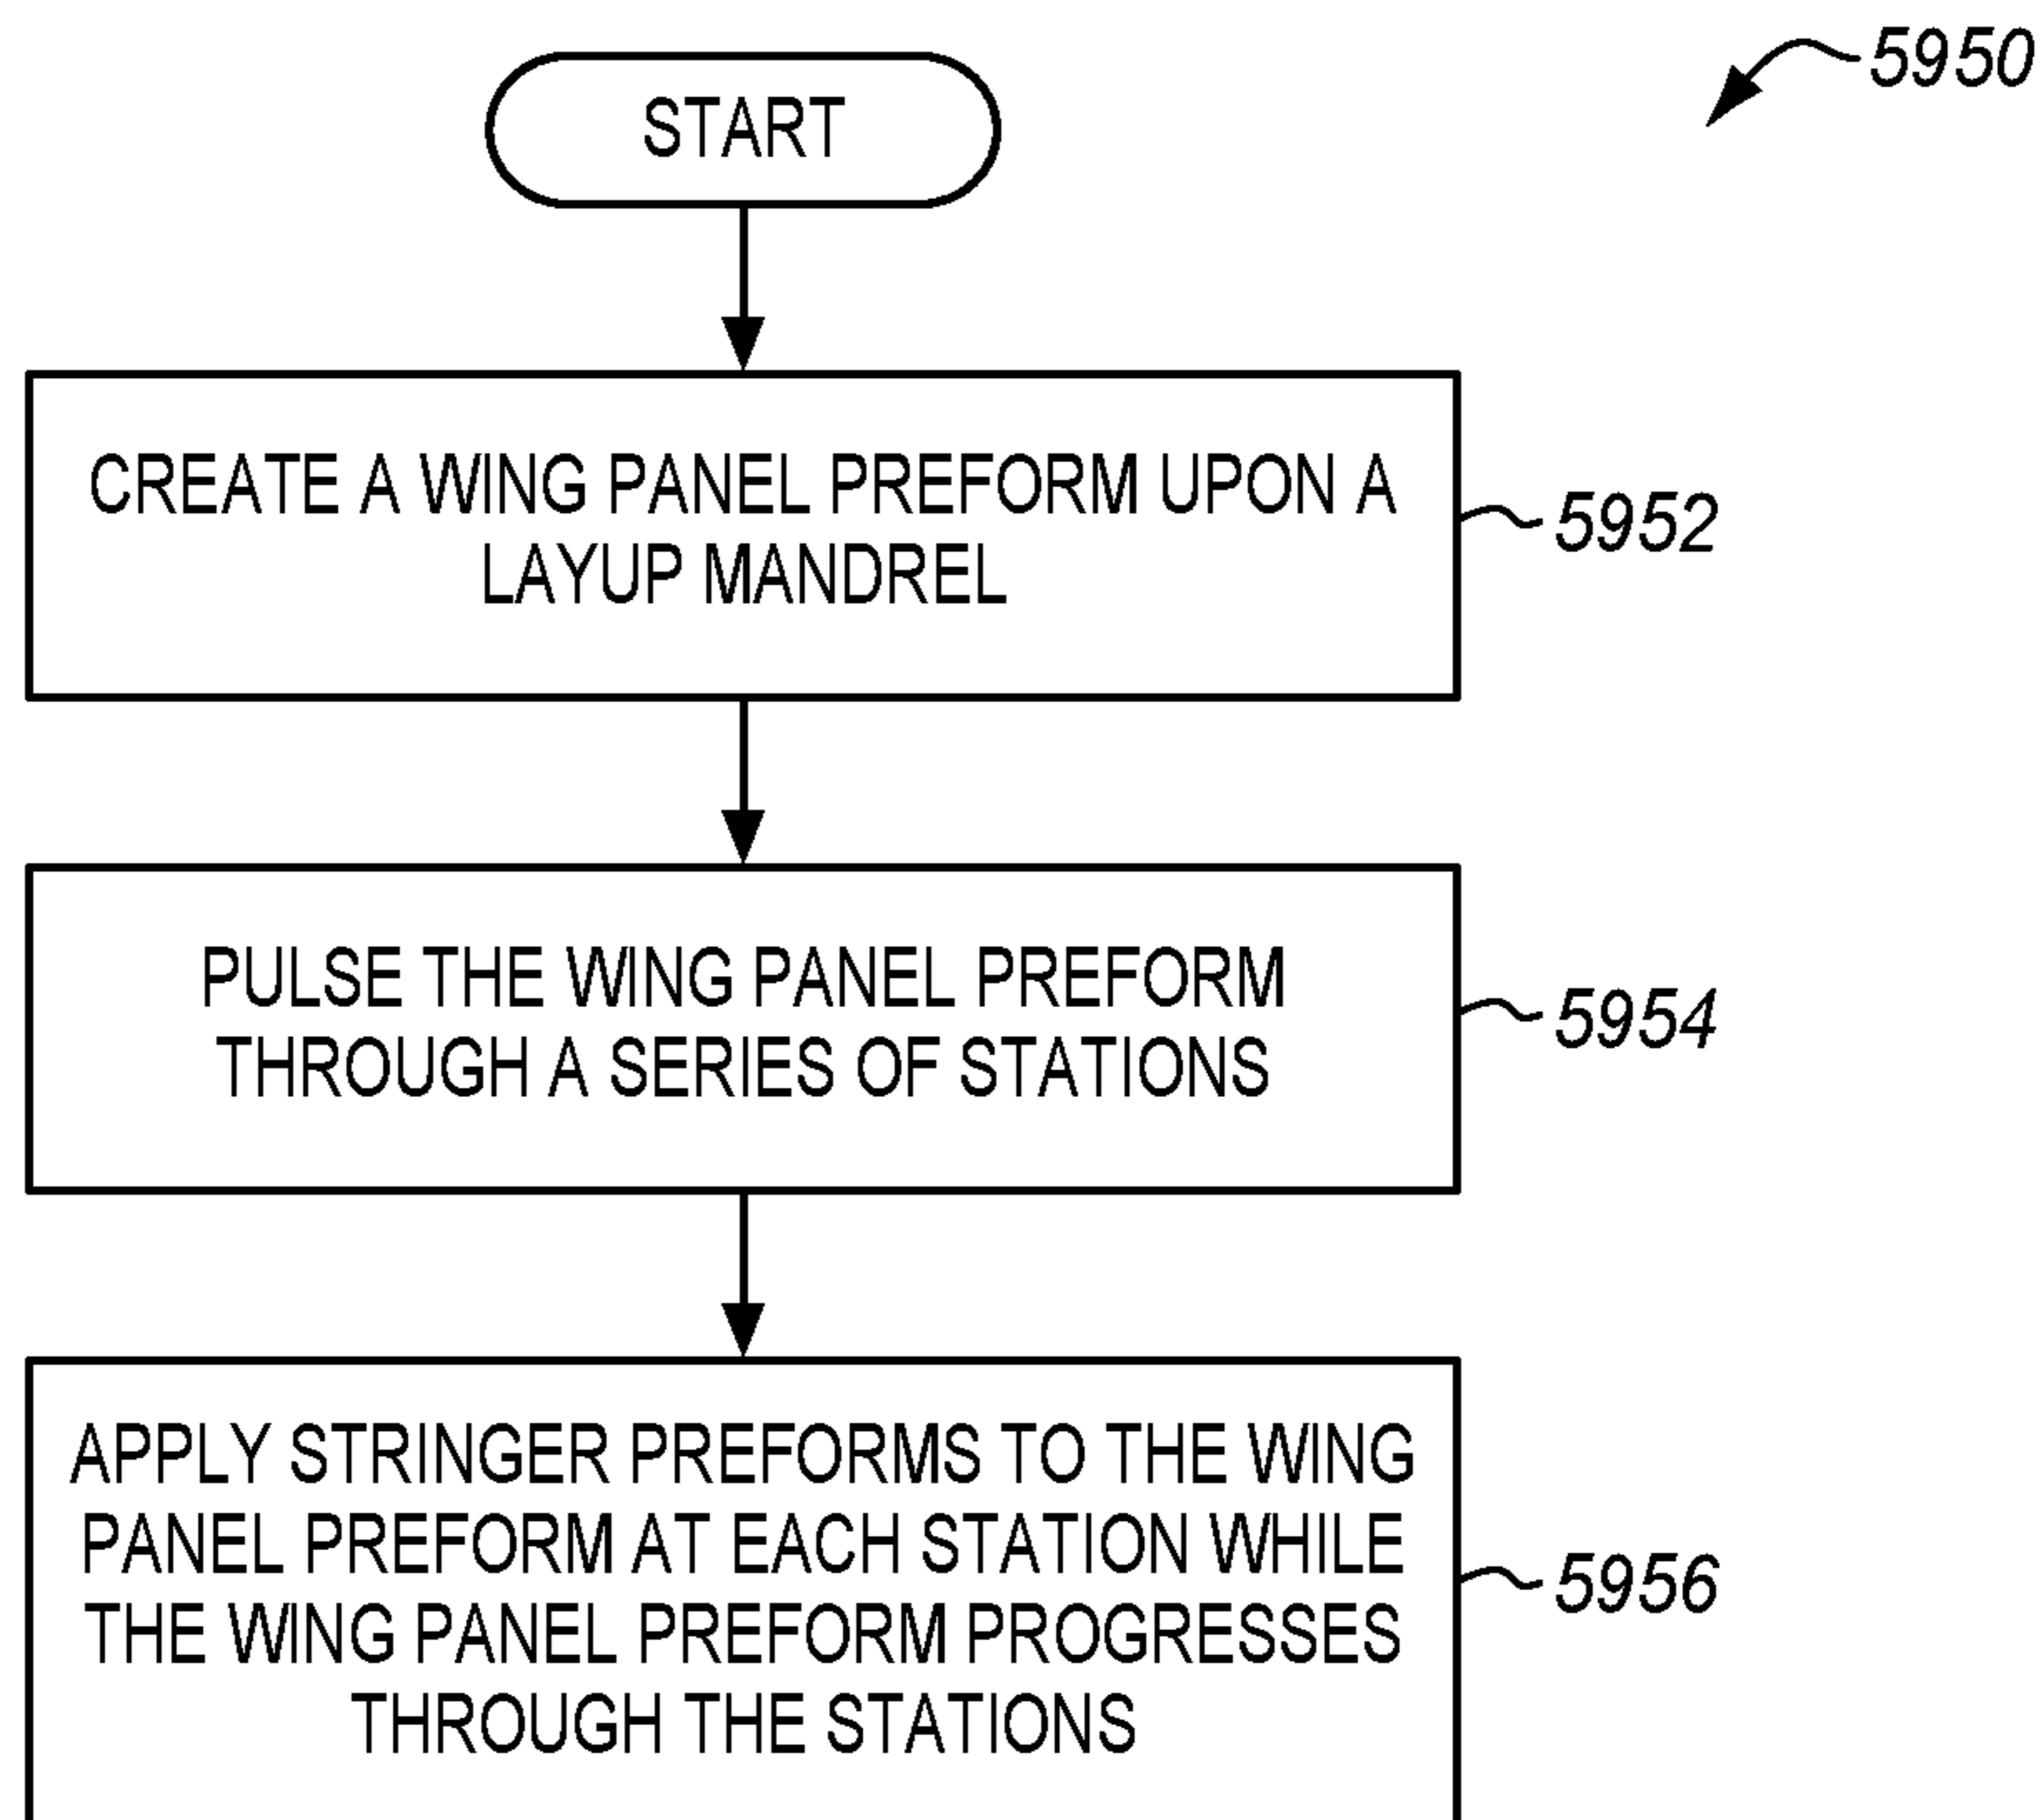 5950
START
CREATE A WING PANEL PREFORM UPON A
LAYUP MANDREL
5952
PULSE THE WING PANEL PREFORM
THROUGH A SERIES OF STATIONS
5954
APPLY STRINGER PREFORMS TO THE WING
PANEL PREFORM AT EACH STATION WHILE
THE WING PANEL PREFORM PROGRESSES
THROUGH THE STATIONS
5956